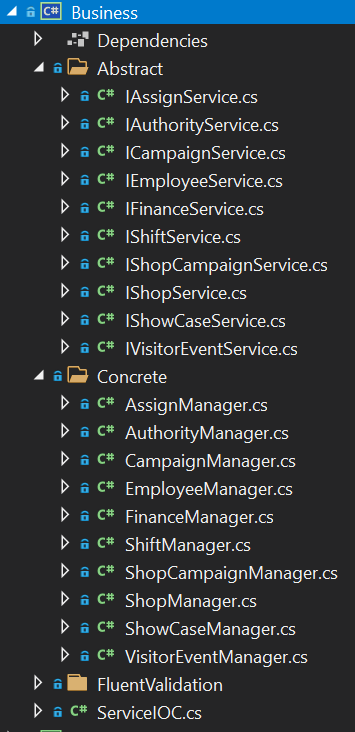 C# Business
Dependencies
Abstract
C# IAssignService.cs
C# IAuthorityService.cs
C# ICampaignService.cs
C# IEmployeeService.cs
C# IFinanceService.cs
C# IShiftService.cs
C# IShopCampaignService.cs
C# IShopService.cs
C# IShowCaseService.cs
C# IVisitorEventService.cs
Concrete
C# AssignManager.cs
C# AuthorityManager.cs
C# CampaignManager.cs
C# EmployeeManager.cs
C# FinanceManager.cs
C# ShiftManager.cs
C# ShopCampaignManager.cs
C# ShopManager.cs
C# ShowCaseManager.cs
C# VisitorEventManager.cs
FluentValidation
C# ServiceIOC.cs